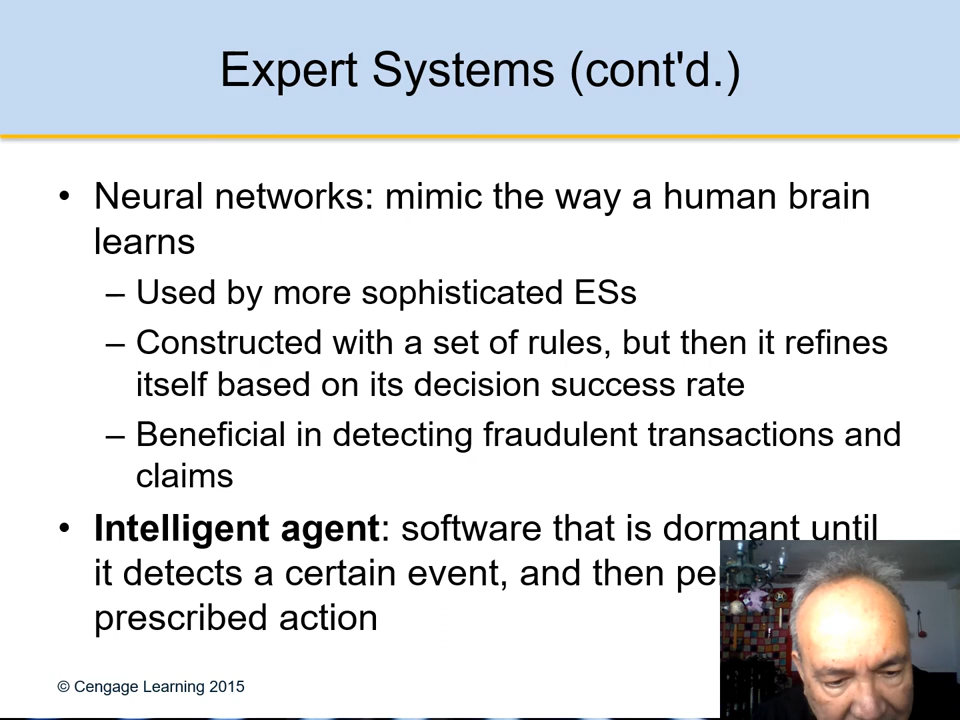 Expert Systems (cont'd.)
• Neural networks: mimic the way a human brain
learns
– Used by more sophisticated ESs
– Constructed with a set of rules, but then it refines
itself based on its decision success rate
– Beneficial in detecting fraudulent transactions and
claims
• Intelligent agent: software that is dormant until
it detects a certain event, and then
prescribed action
© Cengage Learning 2015